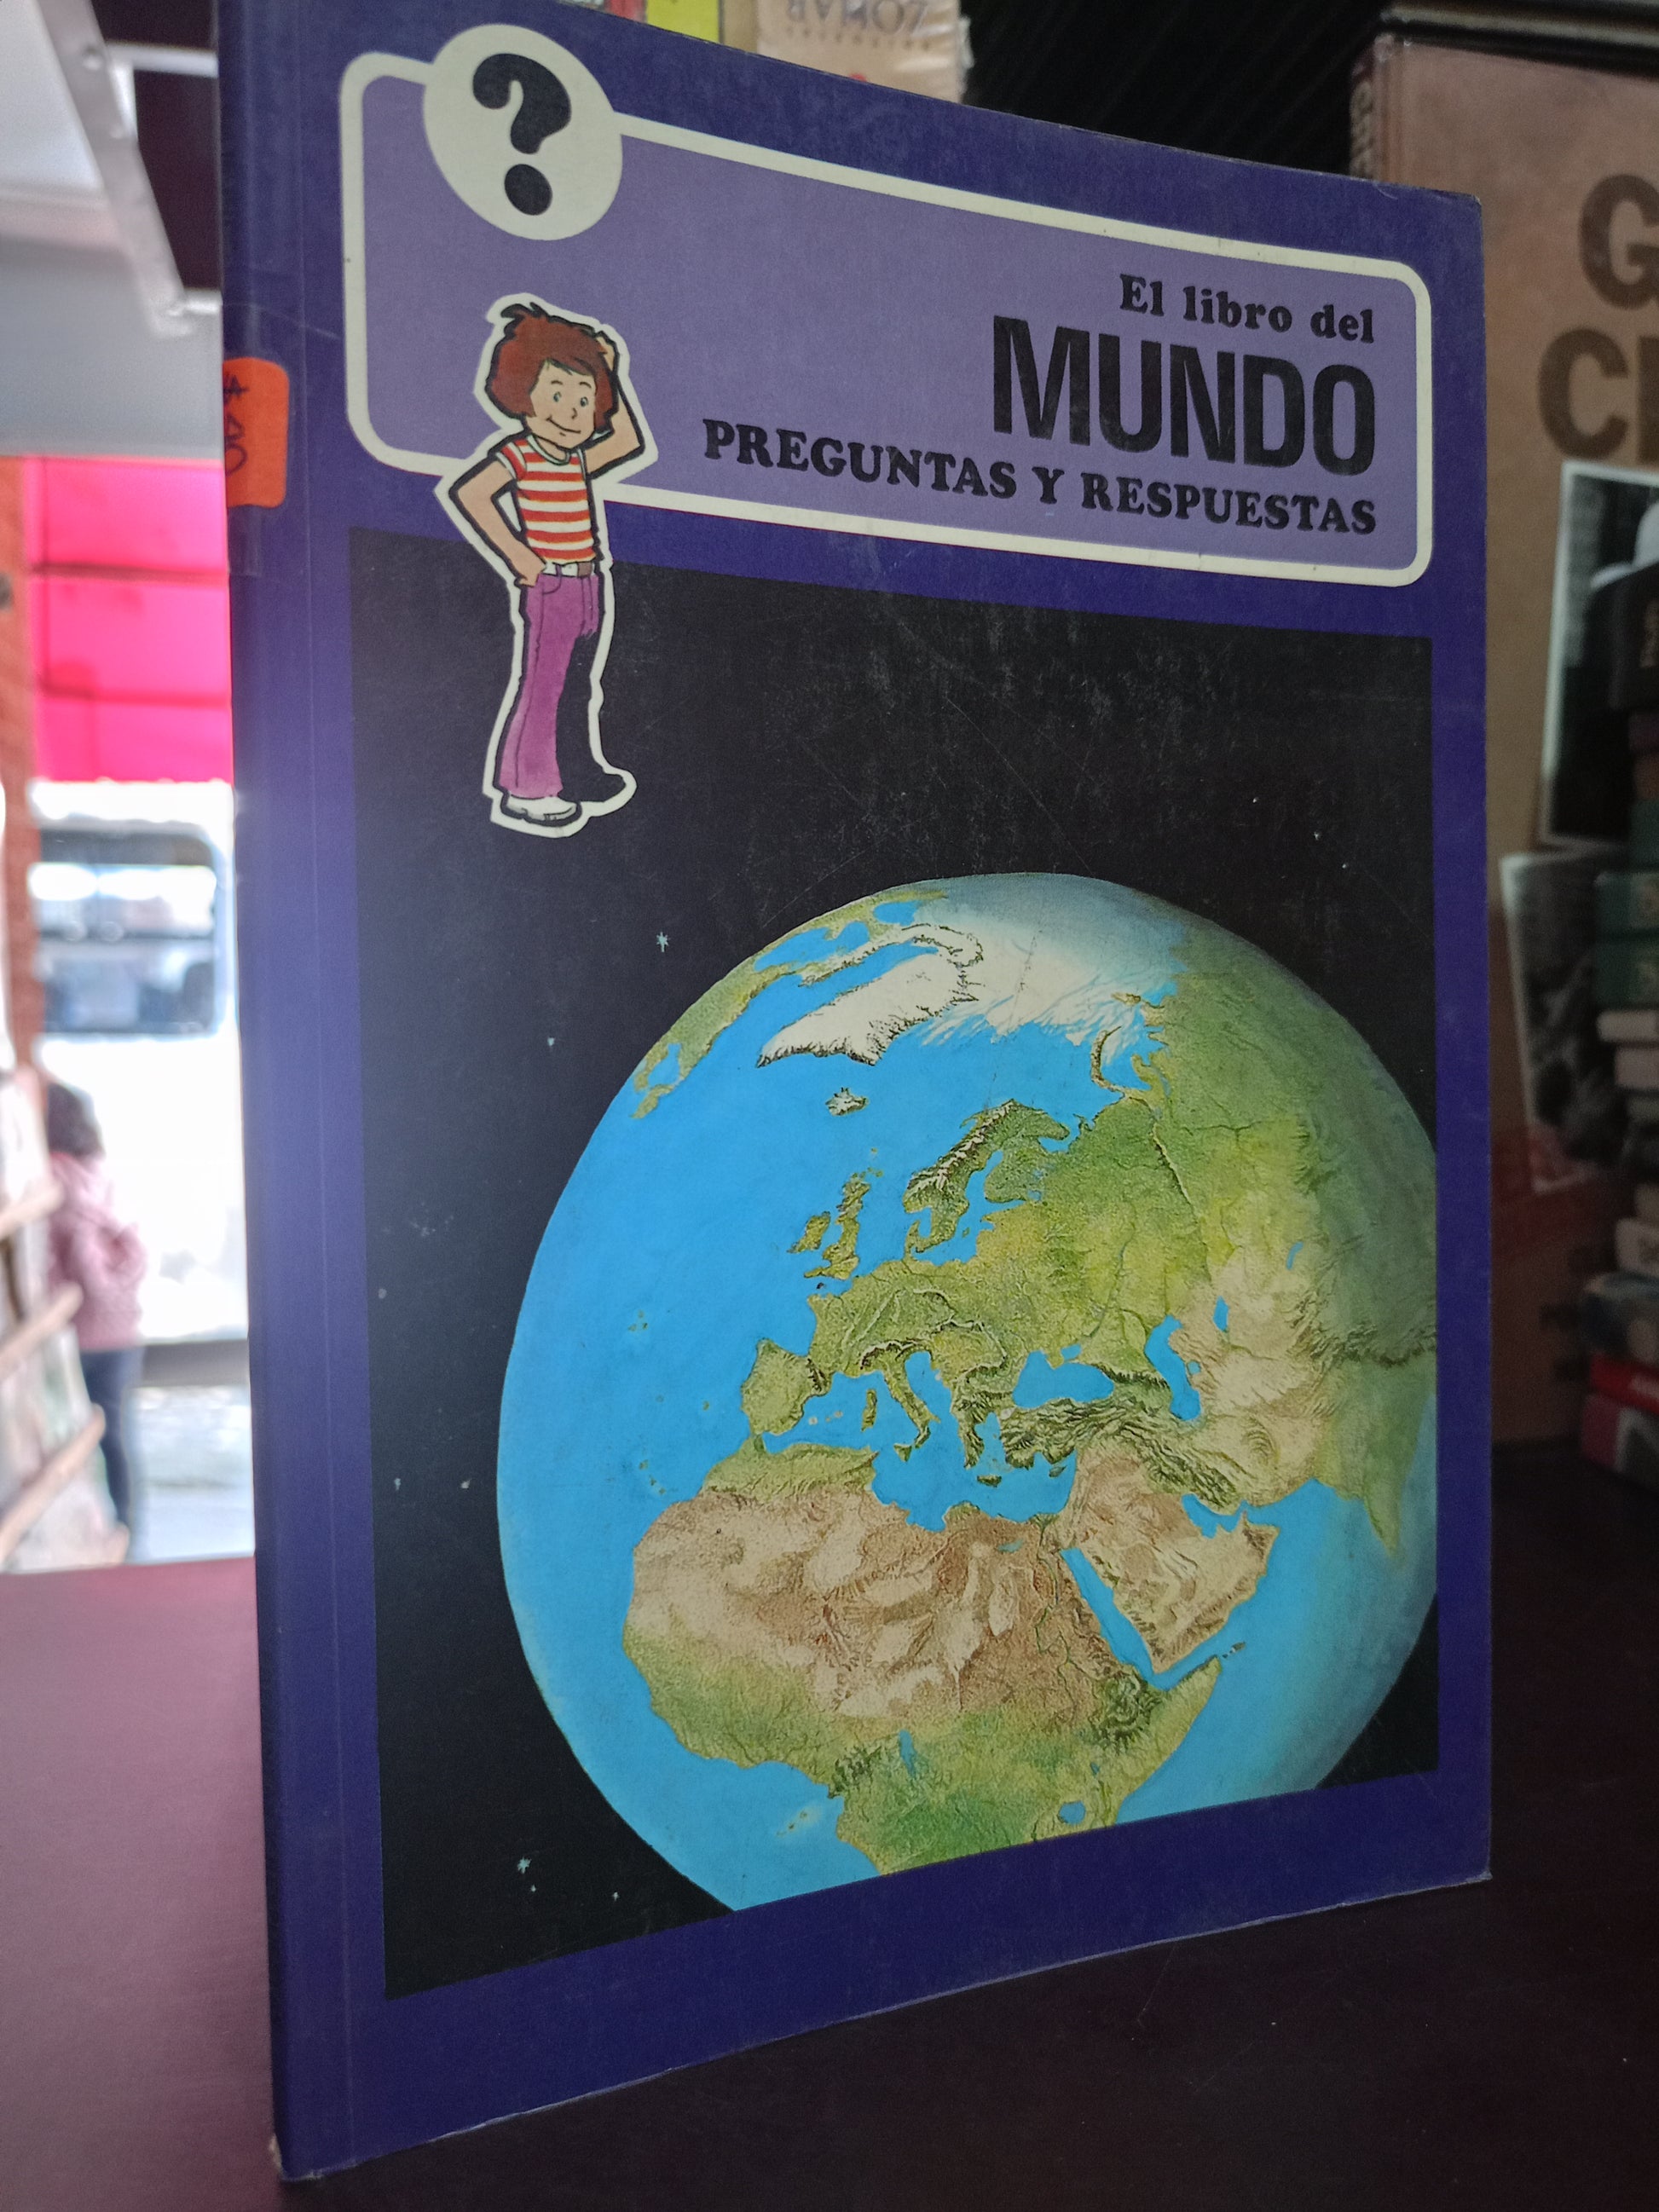 ?
El libro del
MUNDO
PREGUNTAS Y RESPUESTAS